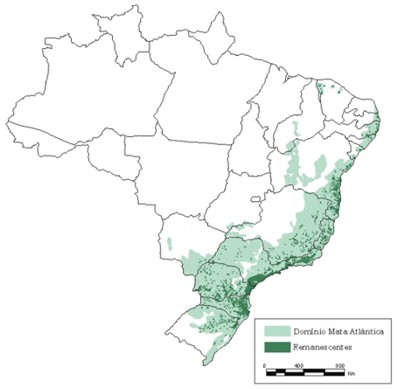 Domínio Mata Atlântica
Remanescentes
0 400 800
Km